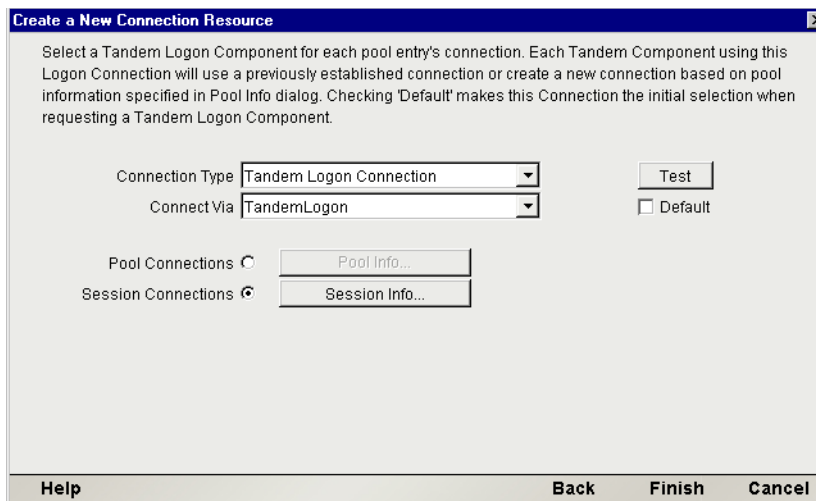 Create a New Connection Resource
Select a Tandem Logon Component for each pool entry's connection. Each Tandem Component using this
Logon Connection will use a previously established connection or create a new connection based on pool
information specified in Pool Info dialog. Checking 'Default' makes this Connection the initial selection when
requesting a Tandem Logon Component.
Connection Type Tandem Logon Connection Test
Connect Via TandemLogon Default
Pool Connections Pool Info...
Session Connections Session Info...
Help Back Finish Cancel